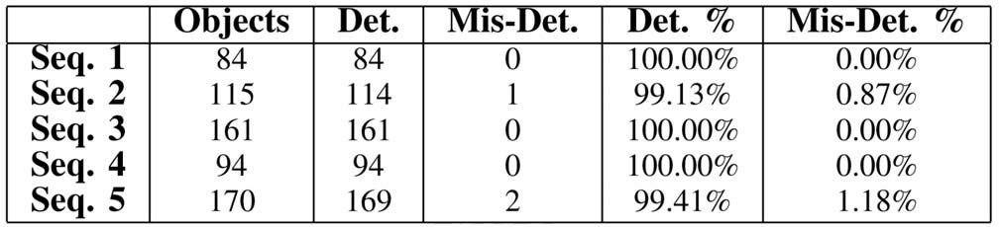 Objects Det. Mis-Det. Det. % Mis-Det. %
Seq. 1 84 84 0 100.00% 0.00%
Seq. 2 115 114 1 99.13% 0.87%
Seq. 3 161 161 0 100.00% 0.00%
Seq. 4 94 94 0 100.00% 0.00%
Seq. 5 170 169 2 99.41% 1.18%